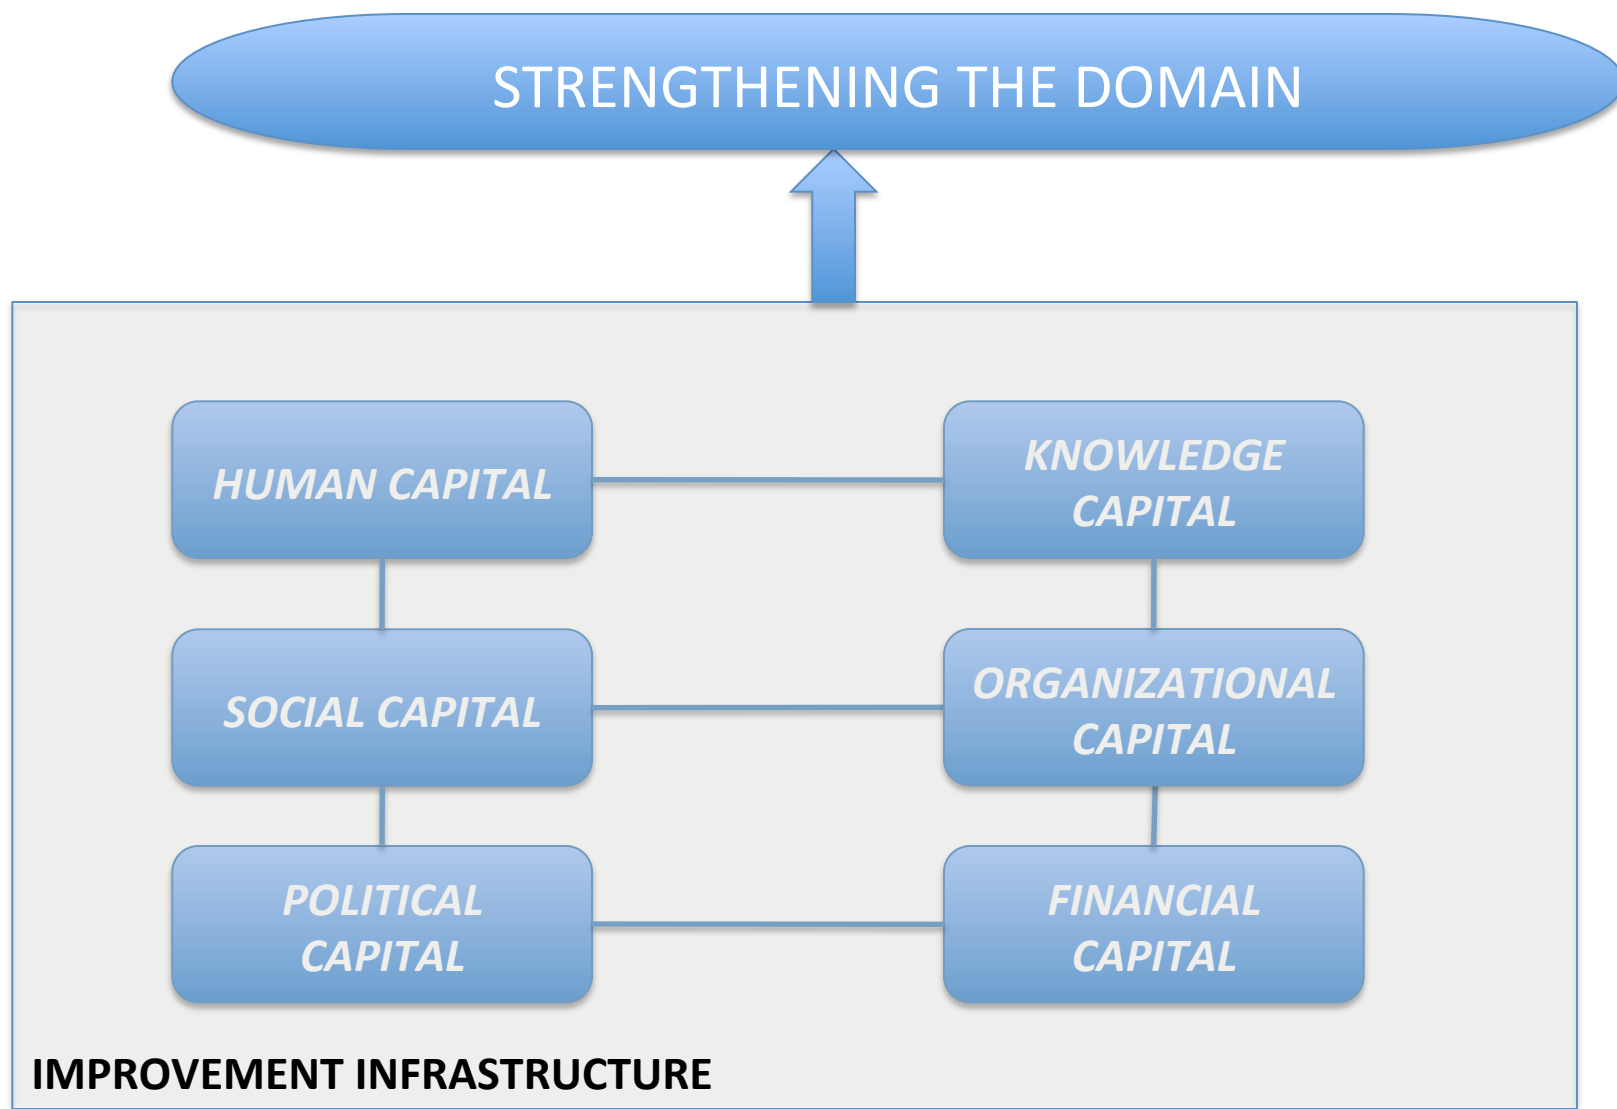 STRENGTHENING THE DOMAIN
HUMAN CAPITAL
KNOWLEDGE
CAPITAL
SOCIAL CAPITAL
ORGANIZATIONAL
CAPITAL
POLITICAL
CAPITAL
FINANCIAL
CAPITAL
IMPROVEMENT INFRASTRUCTURE